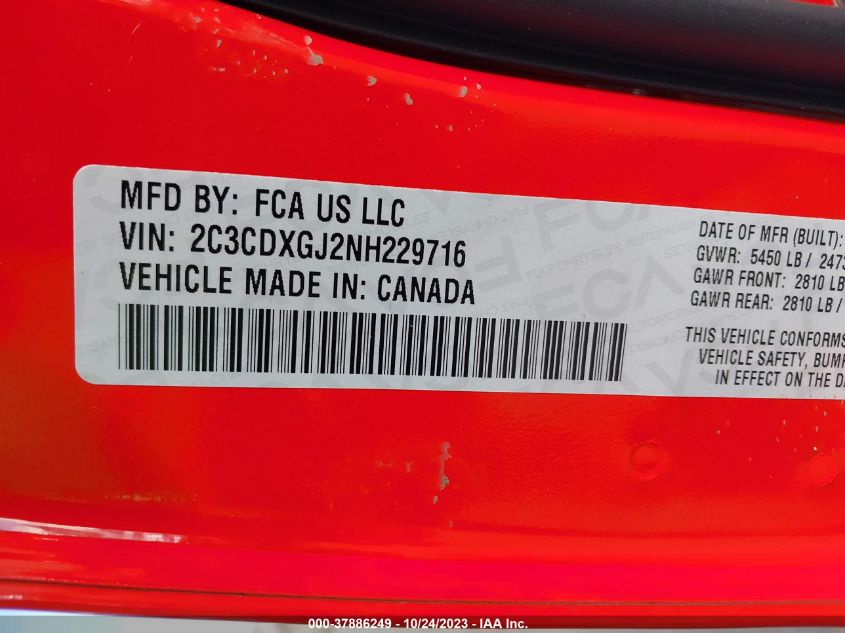 MFD BY: FCA US LLC
VIN: 2C3CDXGJ2NH229716
VEHICLE MADE IN: CANADA
DATE OF MFR (BUILT):
GVWR: 5450 LB / 2473
GAWR FRONT: 2810 LB
GAWR REAR: 2810 LB /
THIS VEHICLE CONFORMS
VEHICLE SAFETY, BUMP
IN EFFECT ON THE DA
000-37886249 - 10/24/2023 - IAA Inc.